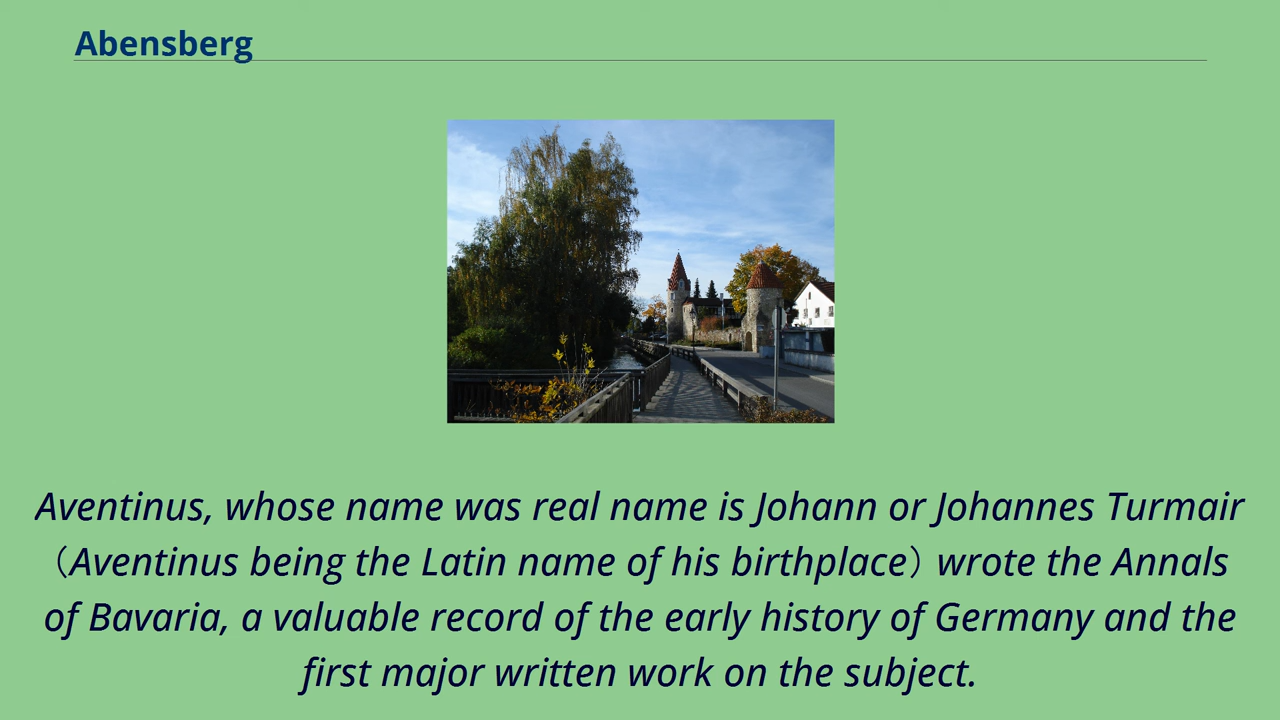 Abensberg
Aventinus, whose name was real name is Johann or Johannes Turmair
（Aventinus being the Latin name of his birthplace）wrote the Annals
of Bavaria, a valuable record of the early history of Germany and the
first major written work on the subject.